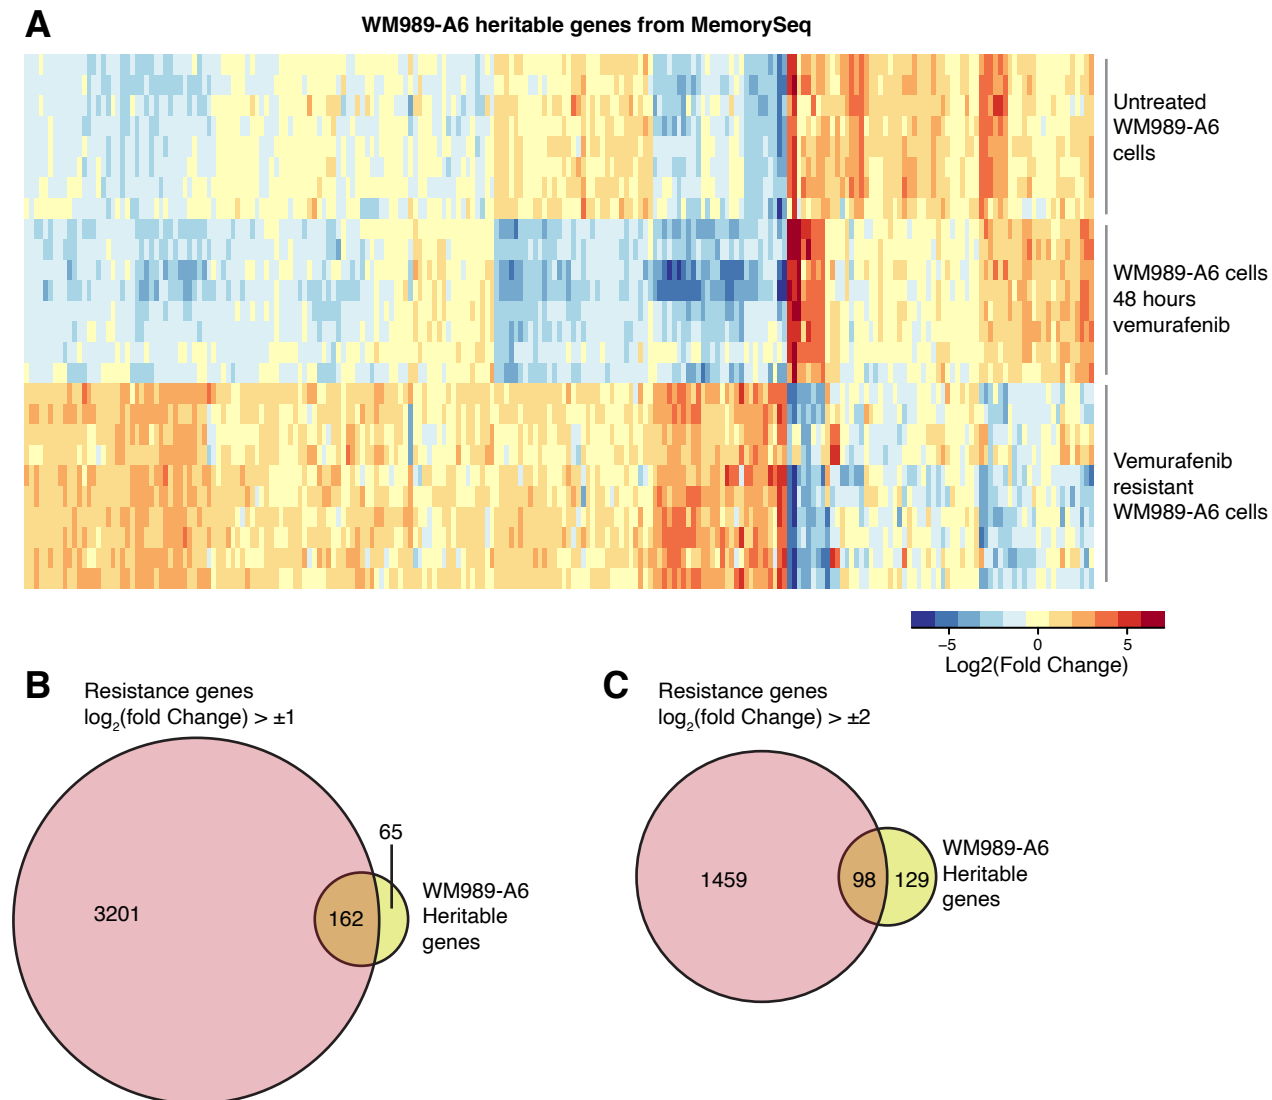 A
WM989-A6 heritable genes from MemorySeq
Untreated
WM989-A6
cells
WM989-A6 cells
48 hours
vemurafenib
Vemurafenib
resistant
WM989-A6 cells
−5 0 5
Log2(Fold Change)
B
Resistance genes
log2(fold Change) > ±1
65
3201
162
WM989-A6
Heritable
genes
C
Resistance genes
log2(fold Change) > ±2
1459
98
129
WM989-A6
Heritable
genes